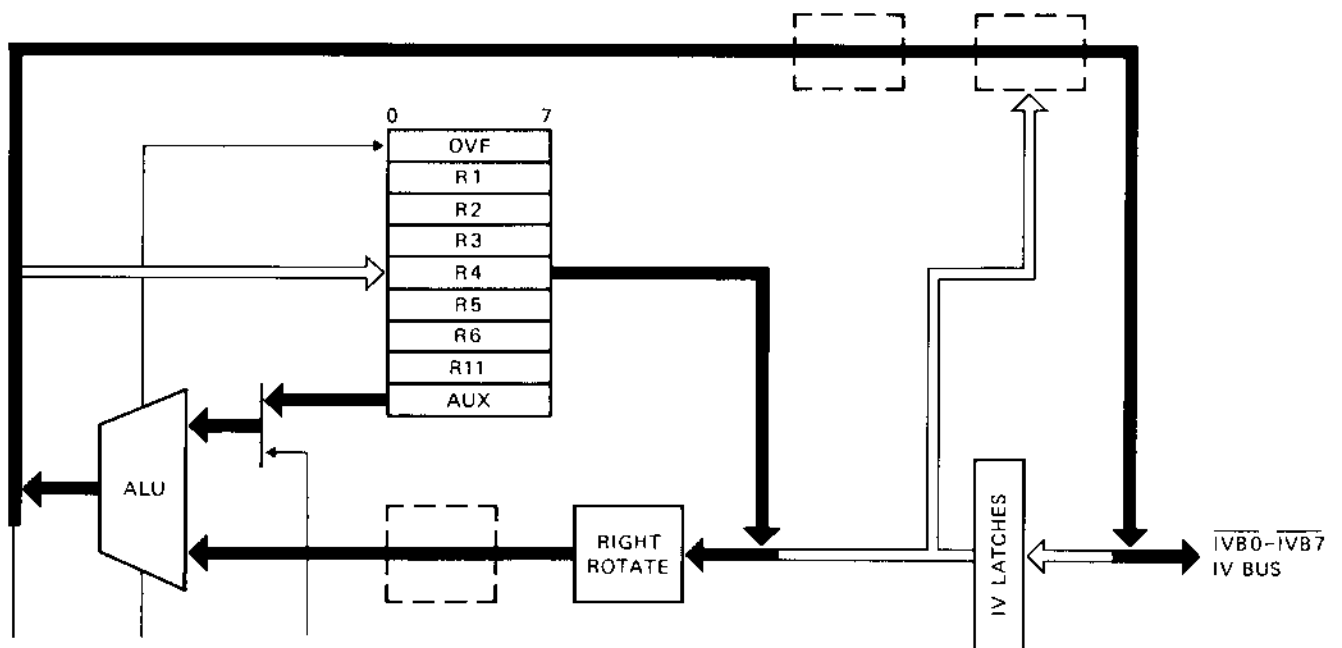 0 7
OVF
R1
R2
R3
R4
R5
R6
R11
AUX
ALU
RIGHT
ROTATE
IV LATCHES
IVB0-IVB7
IV BUS